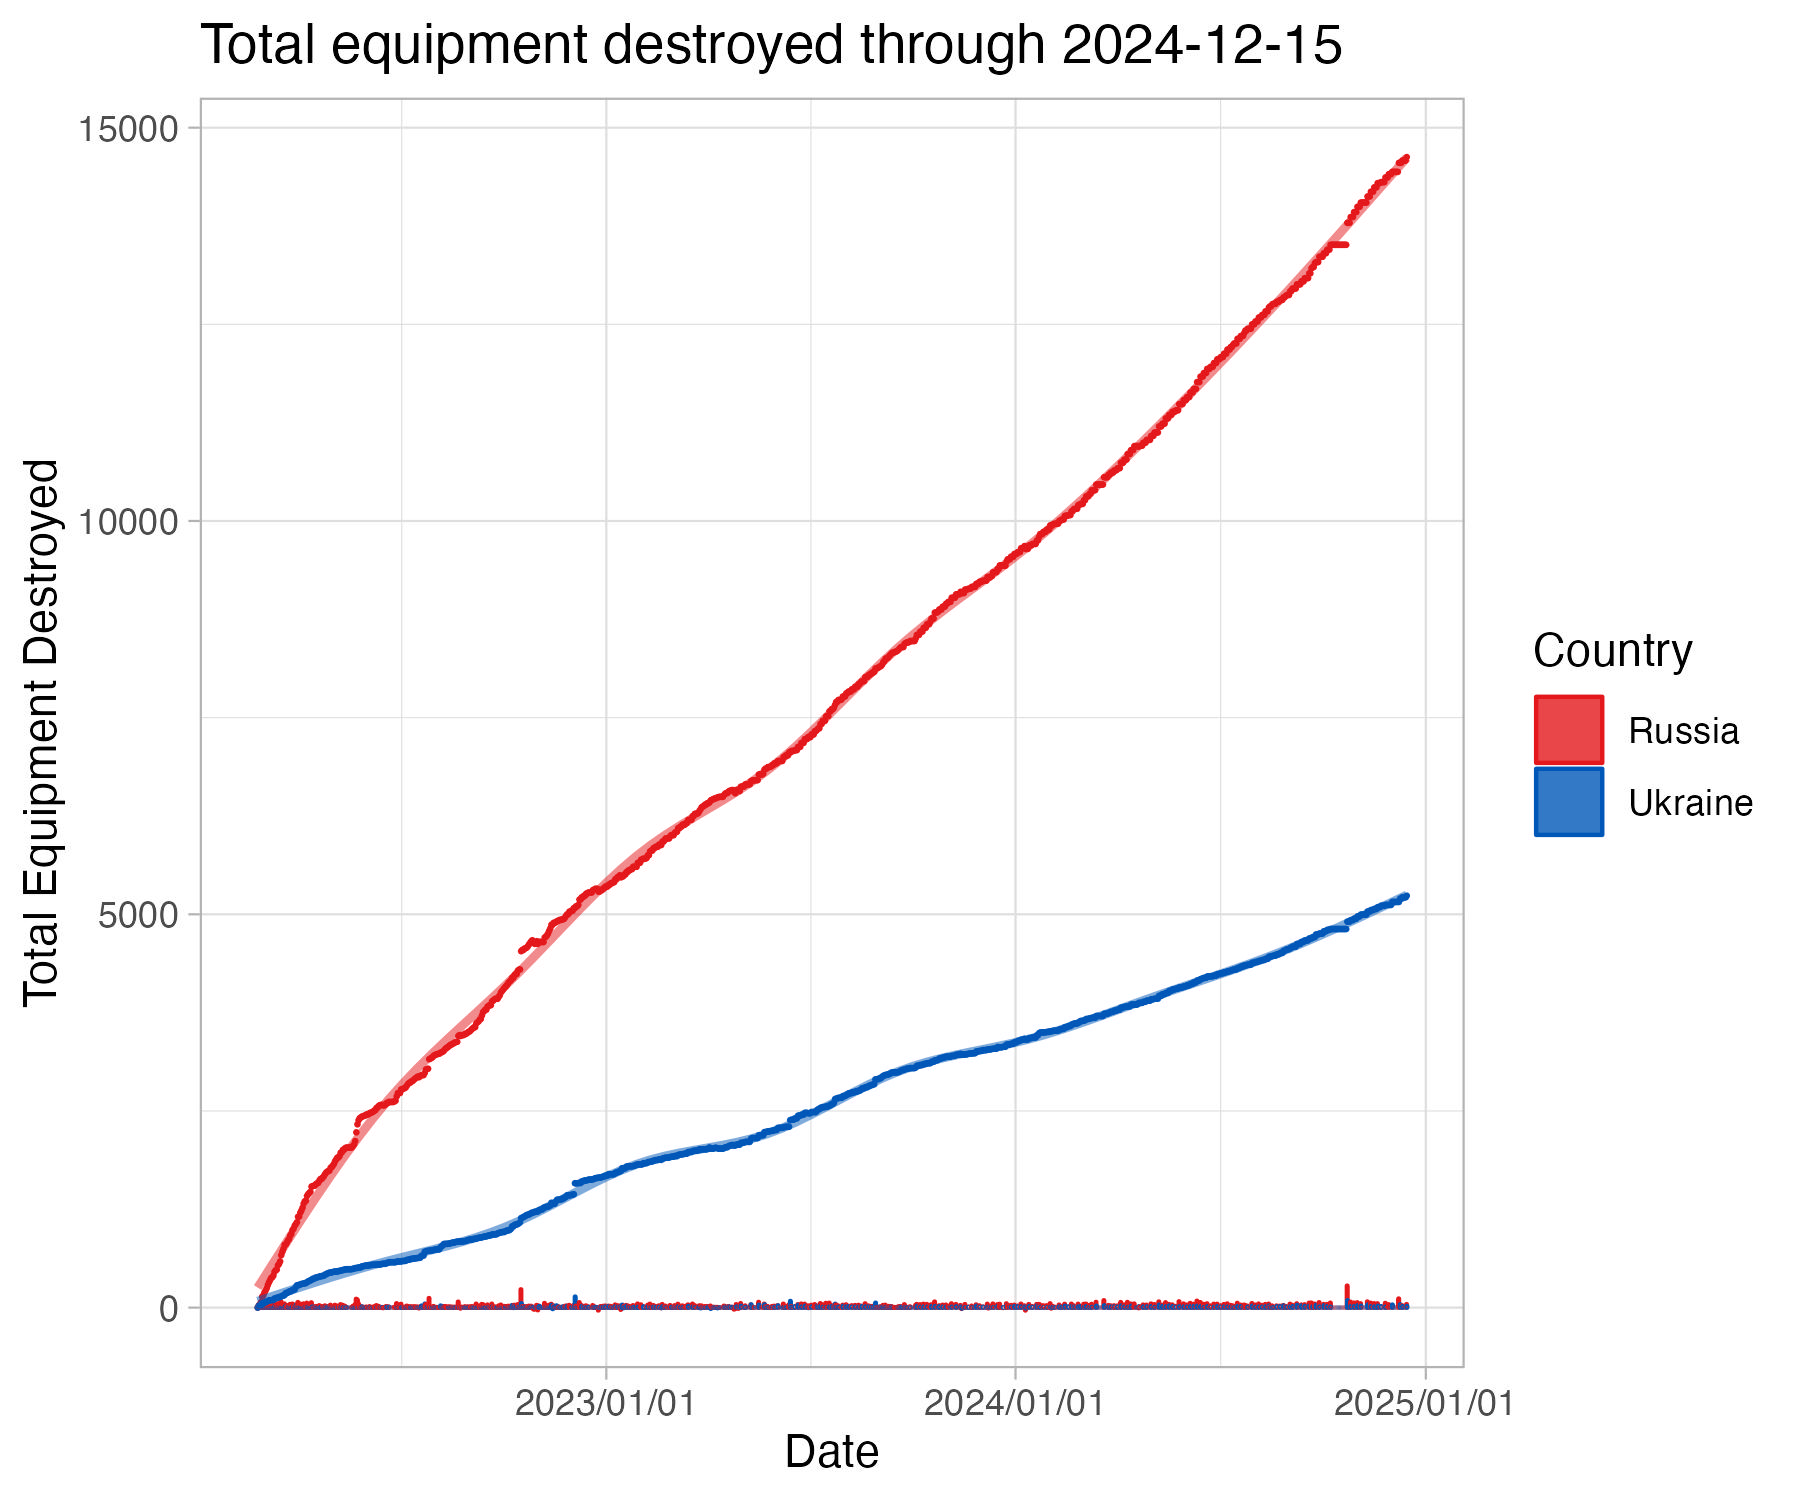 Total equipment destroyed through 2024-12-15
Total Equipment Destroyed
15000
10000
5000
0
2023/01/01
2024/01/01
2025/01/01
Date
Country
Russia
Ukraine